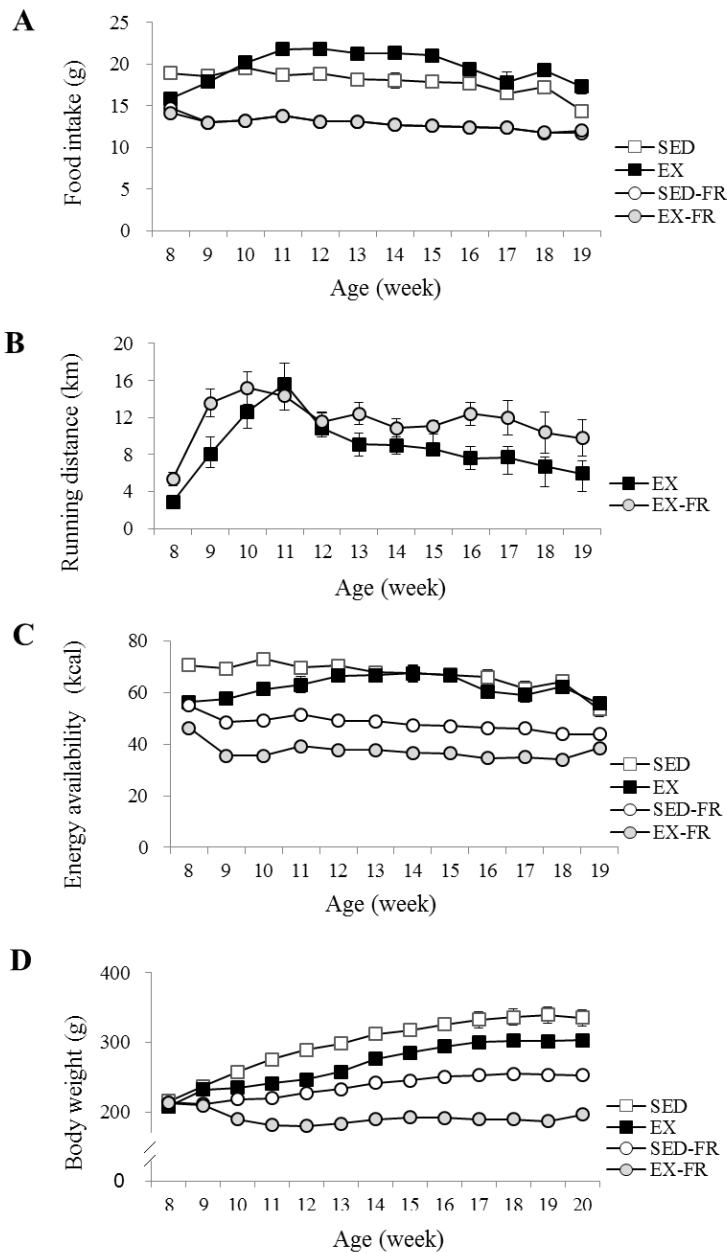 A
Food intake (g)
25
20
15
10
5
0
8 9 10 11 12 13 14 15 16 17 18 19
Age (week)
SED
EX
SED-FR
EX-FR
B
Running distance (km)
20
16
12
8
4
0
8 9 10 11 12 13 14 15 16 17 18 19
Age (week)
EX
EX-FR
C
Energy availability (kcal)
80
60
40
20
0
8 9 10 11 12 13 14 15 16 17 18 19
Age (week)
SED
EX
SED-FR
EX-FR
D
Body weight (g)
400
300
200
0
8 9 10 11 12 13 14 15 16 17 18 19 20
Age (week)
SED
EX
SED-FR
EX-FR